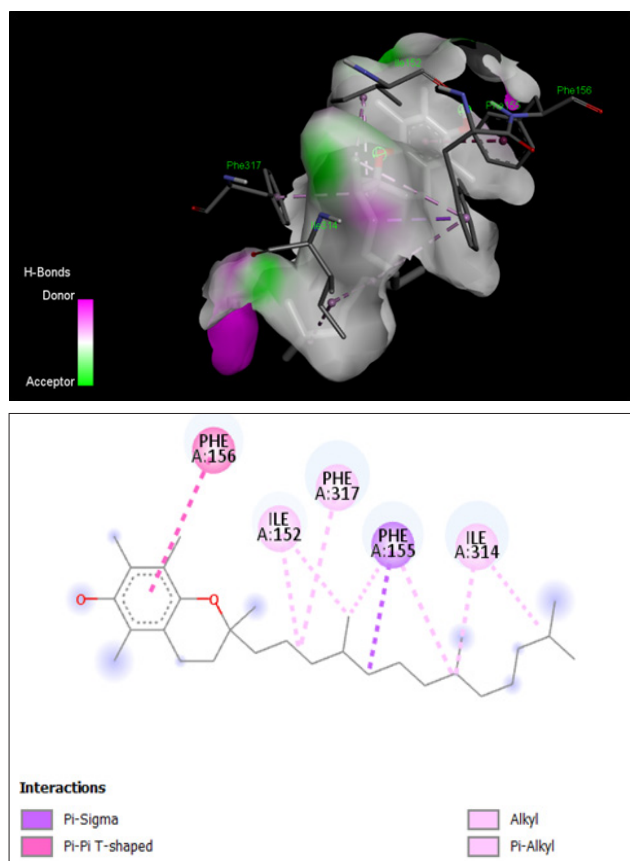 Phe156
Phe317
H-Bonds
Donor
Acceptor
PHE
A:156
PHE
A:317
ILE
A:152
PHE
A:155
ILE
A:314
O
O
Interactions
Pi-Sigma
Alkyl
Pi-Pi T-shaped
Pi-Alkyl